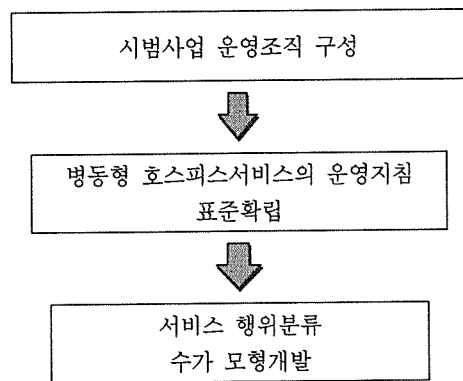 시범사업 운영조직 구성
병동형 호스피스서비스의 운영지침
표준확립
서비스 행위분류
수가 모형개발